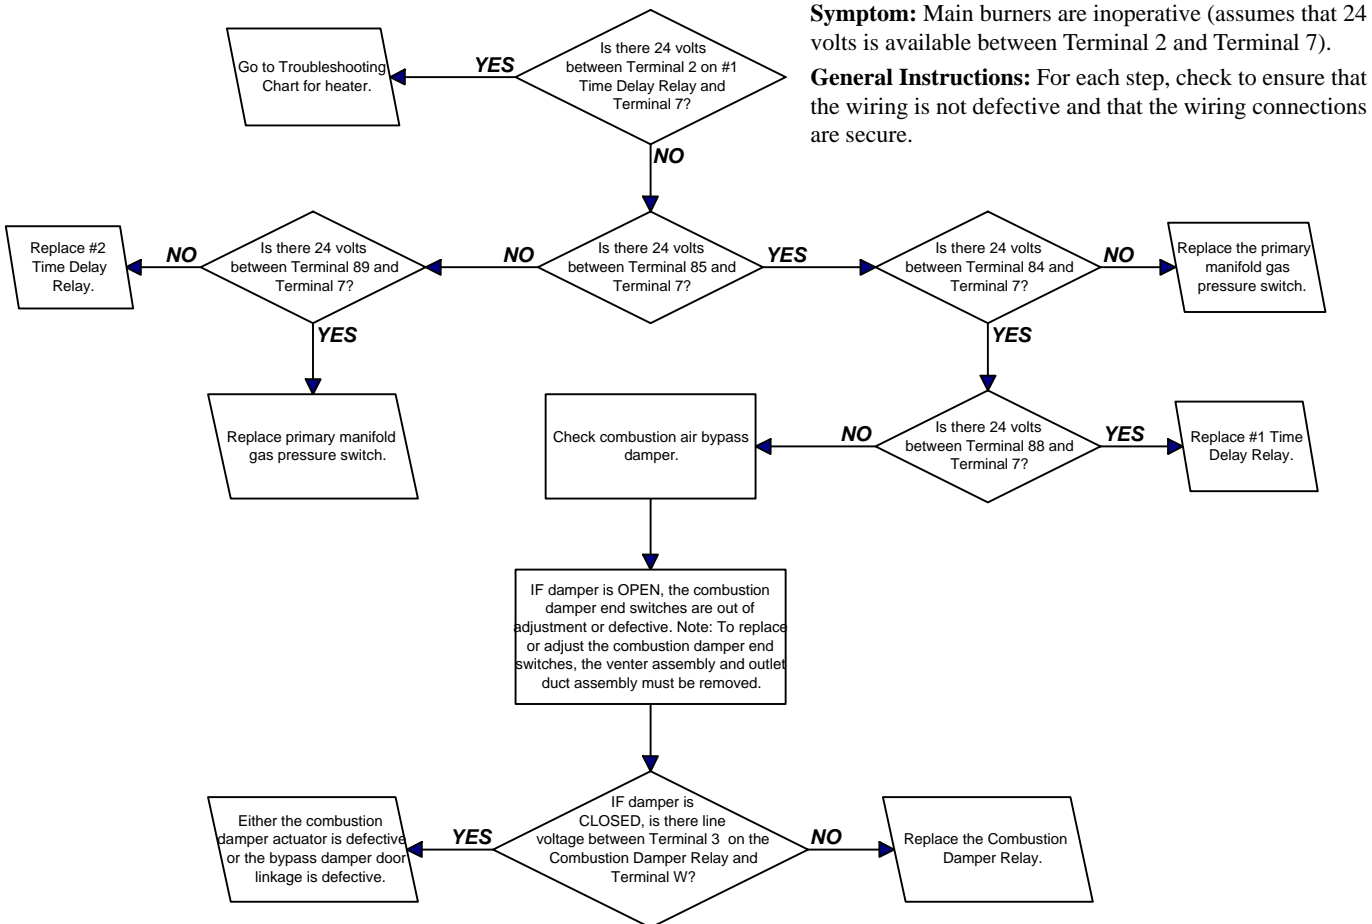 Symptom: Main burners are inoperative (assumes that 24
volts is available between Terminal 2 and Terminal 7).
General Instructions: For each step, check to ensure that
the wiring is not defective and that the wiring connections
are secure.
Is there 24 volts
between Terminal 2 on #1
Time Delay Relay and
Terminal 7?
YES
Go to Troubleshooting
Chart for heater.
NO
Is there 24 volts
between Terminal 85 and
Terminal 7?
NO
Is there 24 volts
between Terminal 89 and
Terminal 7?
NO
Replace #2
Time Delay
Relay.
YES
Replace primary manifold
gas pressure switch.
YES
Is there 24 volts
between Terminal 84 and
Terminal 7?
NO
Replace the primary
manifold gas
pressure switch.
YES
Is there 24 volts
between Terminal 88 and
Terminal 7?
YES
Replace #1 Time
Delay Relay.
NO
Check combustion air bypass
damper.
IF damper is OPEN, the combustion
damper end switches are out of
adjustment or defective. Note: To replace
or adjust the combustion damper end
switches, the venter assembly and outlet
duct assembly must be removed.
IF damper is
CLOSED, is there line
voltage between Terminal 3 on the
Combustion Damper Relay and
Terminal W?
YES
Either the combustion
damper actuator is defective
or the bypass damper door
linkage is defective.
NO
Replace the Combustion
Damper Relay.